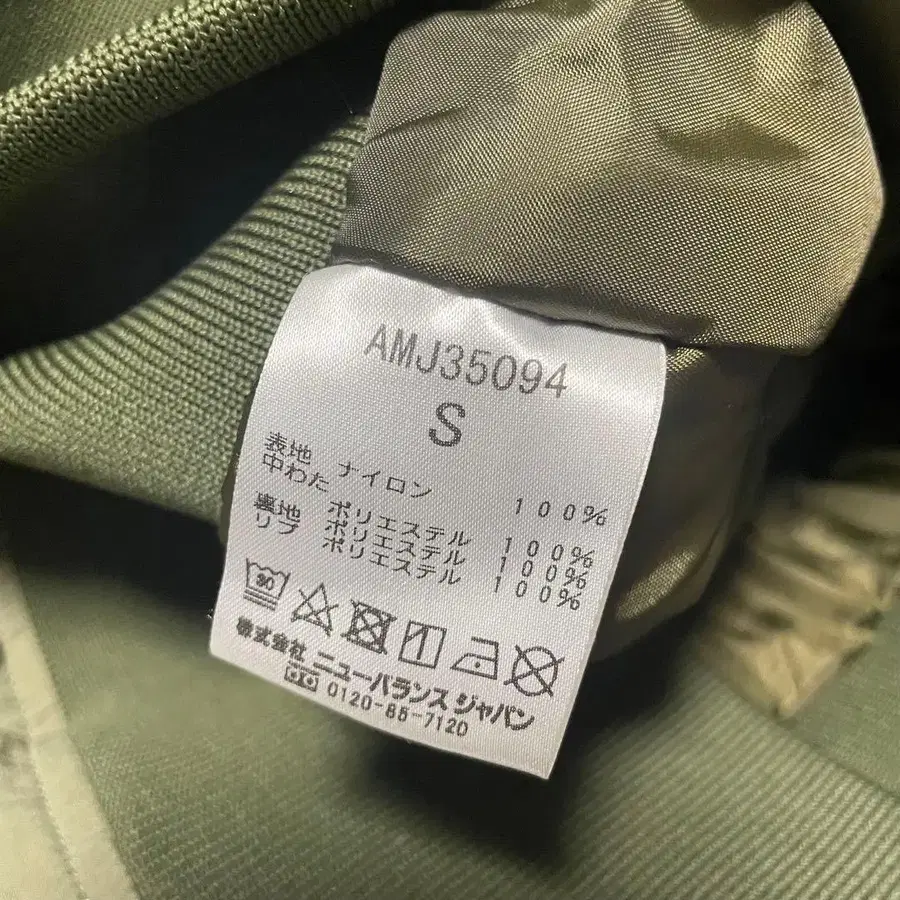 AMJ35094
S
表地 ナイロン 100%
中わた
ポリエステル 100%
裏地 ポリエステル 100%
リブ ポリエステル 100%
30
株式会社 ニューバランス ジャパン
0120-85-7120